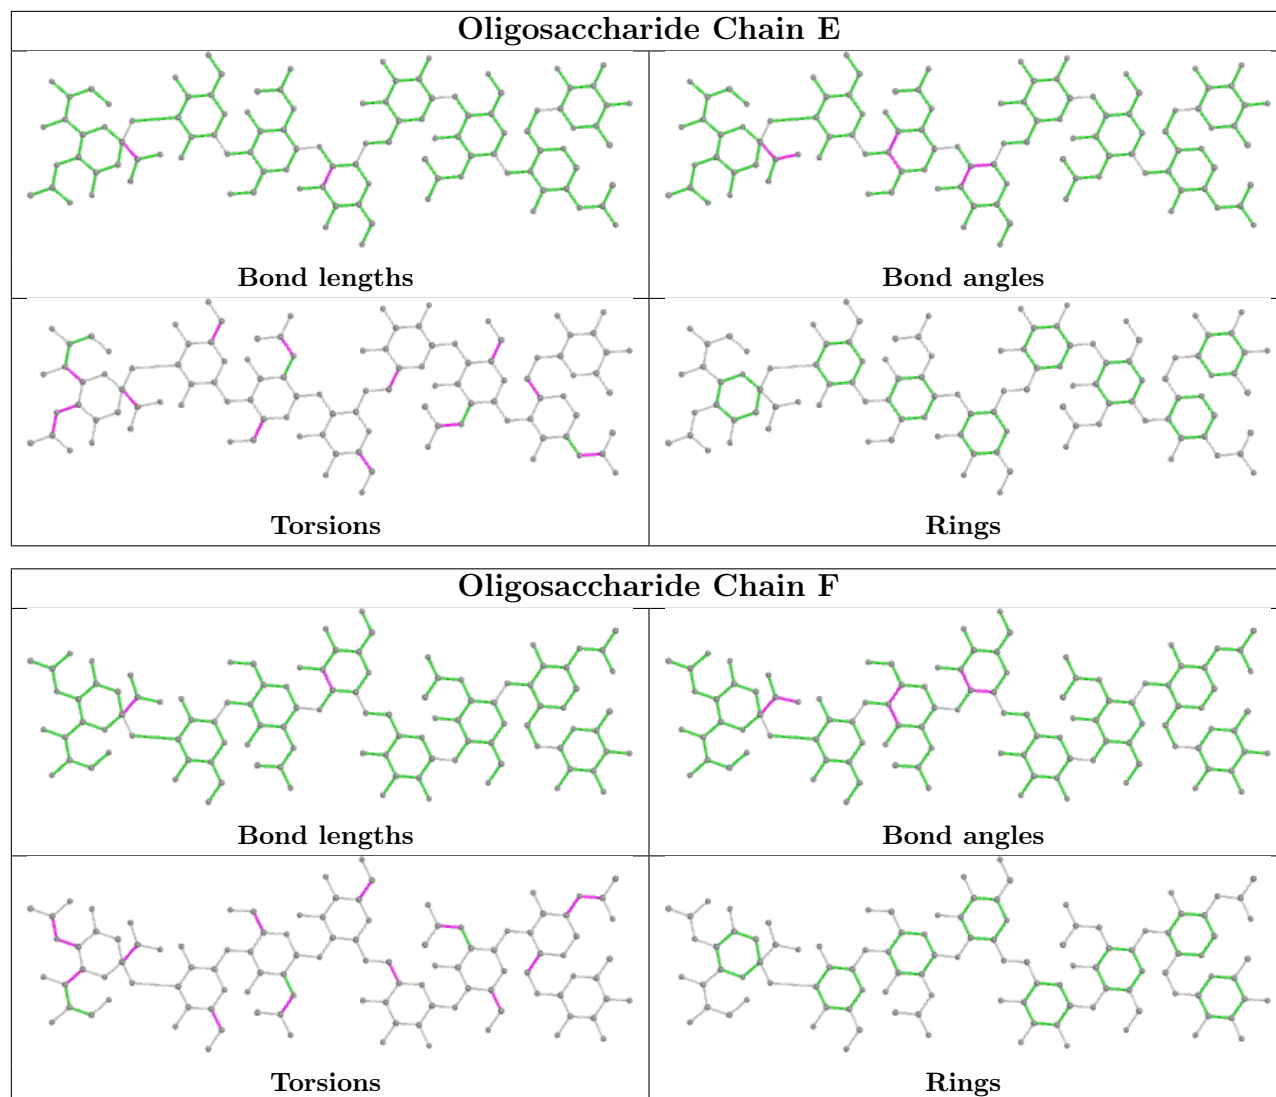 Oligosaccharide Chain E
Bond lengths
Bond angles
Torsions
Rings
Oligosaccharide Chain F
Bond lengths
Bond angles
Torsions
Rings